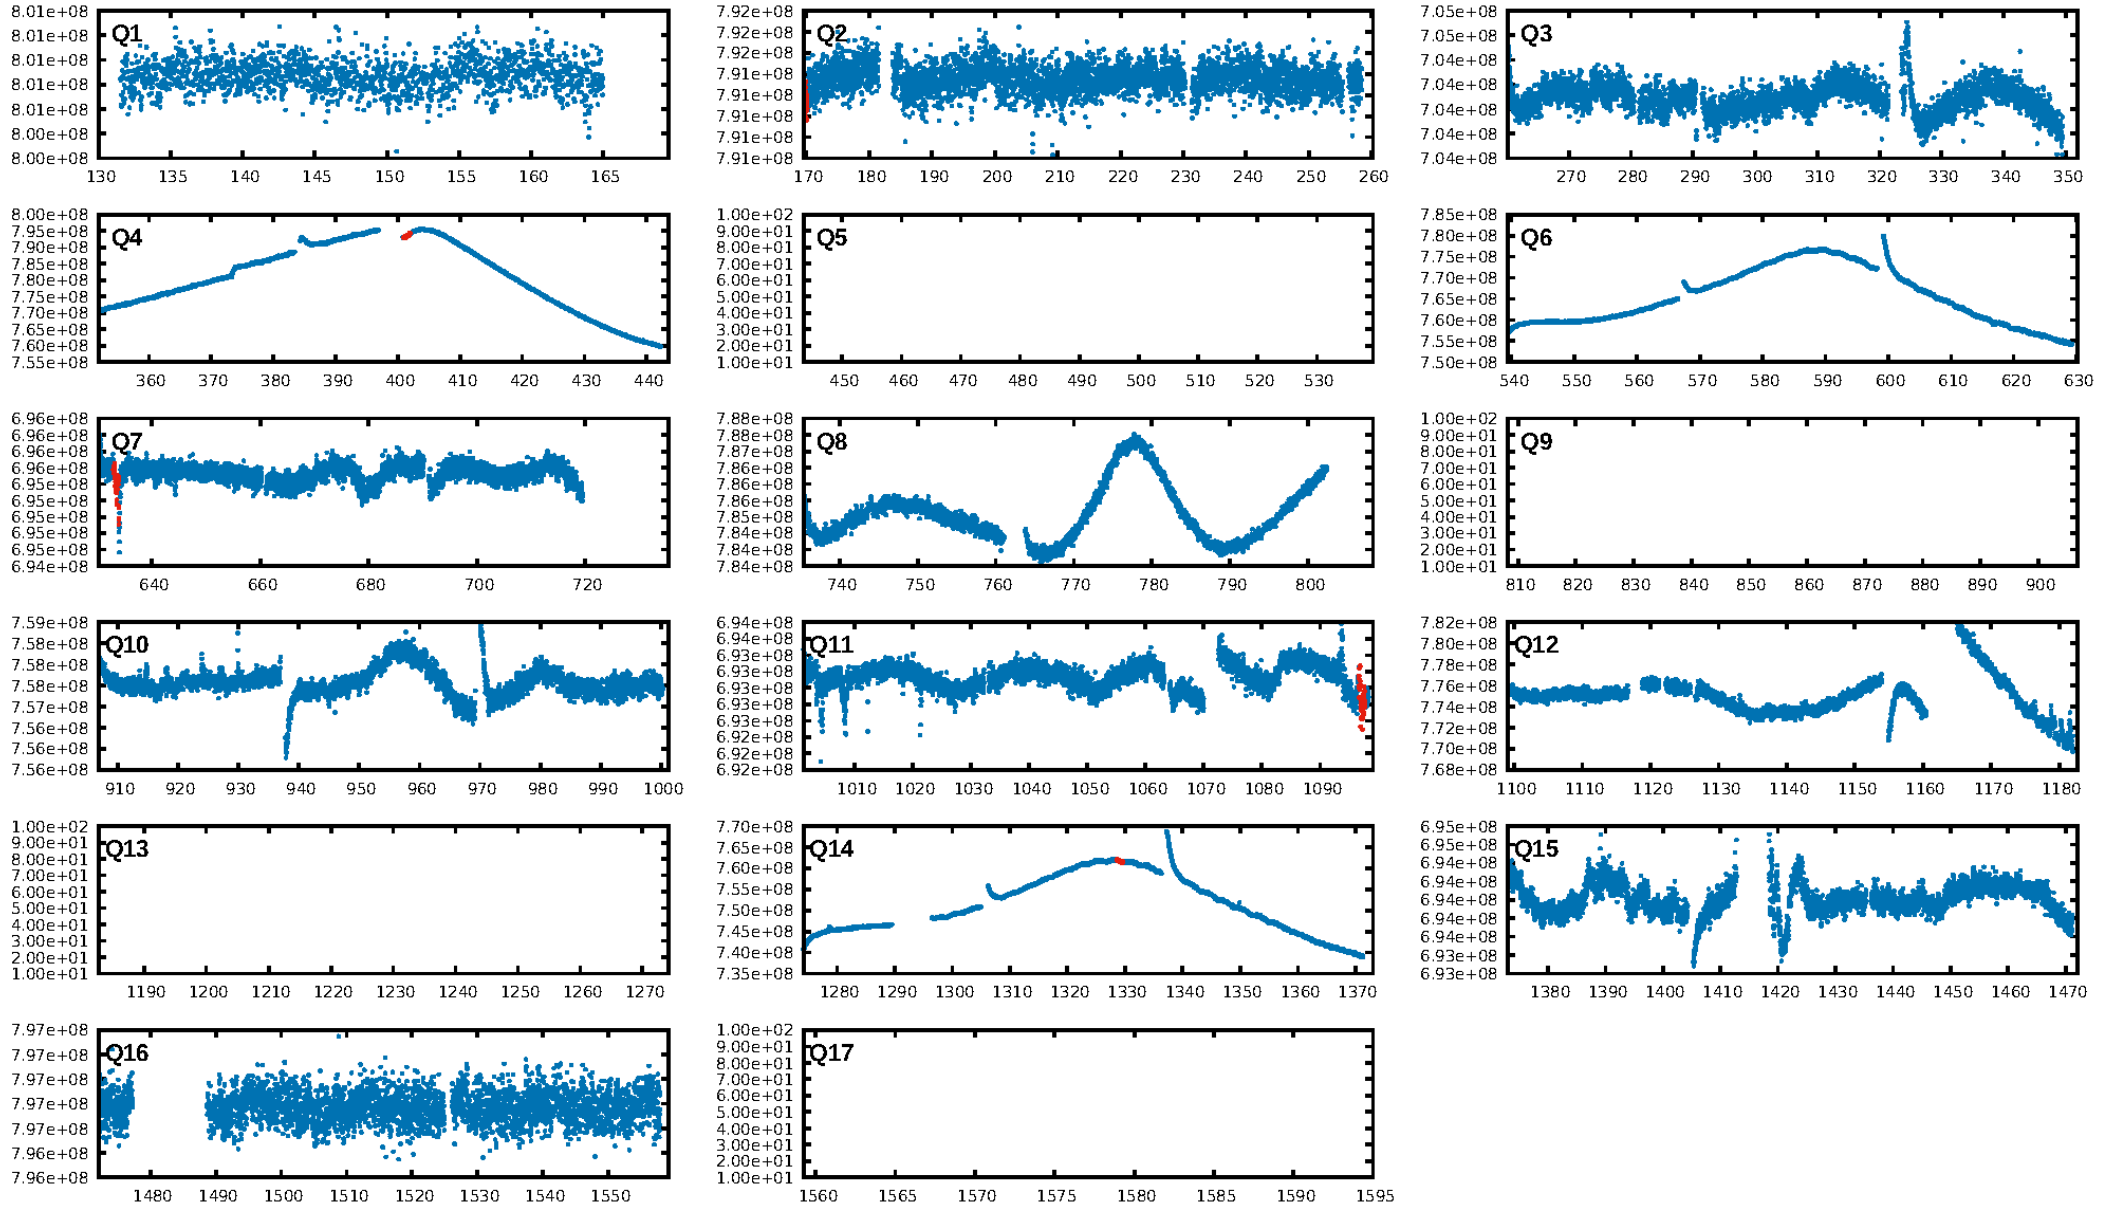 8.01e+08
8.01e+08
8.01e+08
8.01e+08
8.01e+08
8.00e+08
8.00e+08
Q1
130 135 140 145 150 155 160 165
7.92e+08
7.92e+08
7.92e+08
7.91e+08
7.91e+08
7.91e+08
7.91e+08
7.91e+08
Q2
170 180 190 200 210 220 230 240 250 260
7.05e+08
7.05e+08
7.04e+08
7.04e+08
7.04e+08
7.04e+08
7.04e+08
Q3
270 280 290 300 310 320 330 340 350
8.00e+08
7.95e+08
7.90e+08
7.85e+08
7.80e+08
7.75e+08
7.70e+08
7.65e+08
7.60e+08
7.55e+08
Q4
360 370 380 390 400 410 420 430 440
1.00e+02
9.00e+01
8.00e+01
7.00e+01
6.00e+01
5.00e+01
4.00e+01
3.00e+01
2.00e+01
1.00e+01
Q5
450 460 470 480 490 500 510 520 530
7.85e+08
7.80e+08
7.75e+08
7.70e+08
7.65e+08
7.60e+08
7.55e+08
7.50e+08
Q6
540 550 560 570 580 590 600 610 620 630
6.96e+08
6.96e+08
6.96e+08
6.96e+08
6.95e+08
6.95e+08
6.95e+08
6.95e+08
6.95e+08
6.94e+08
Q7
640 660 680 700 720
7.88e+08
7.88e+08
7.87e+08
7.86e+08
7.86e+08
7.85e+08
7.84e+08
7.84e+08
Q8
740 750 760 770 780 790 800
1.00e+02
9.00e+01
8.00e+01
7.00e+01
6.00e+01
5.00e+01
4.00e+01
3.00e+01
2.00e+01
1.00e+01
Q9
810 820 830 840 850 860 870 880 890 900
7.59e+08
7.58e+08
7.58e+08
7.58e+08
7.57e+08
7.56e+08
7.56e+08
7.56e+08
Q10
910 920 930 940 950 960 970 980 990 1000
6.94e+08
6.94e+08
6.93e+08
6.93e+08
6.93e+08
6.93e+08
6.93e+08
6.92e+08
6.92e+08
6.92e+08
Q11
1010 1020 1030 1040 1050 1060 1070 1080 1090
7.82e+08
7.80e+08
7.78e+08
7.76e+08
7.74e+08
7.72e+08
7.70e+08
7.68e+08
Q12
1100 1110 1120 1130 1140 1150 1160 1170 1180
1.00e+02
9.00e+01
8.00e+01
7.00e+01
6.00e+01
5.00e+01
4.00e+01
3.00e+01
2.00e+01
1.00e+01
Q13
1190 1200 1210 1220 1230 1240 1250 1260 1270
7.70e+08
7.65e+08
7.60e+08
7.55e+08
7.50e+08
7.45e+08
7.40e+08
7.35e+08
Q14
1280 1290 1300 1310 1320 1330 1340 1350 1360 1370
6.95e+08
6.95e+08
6.94e+08
6.94e+08
6.94e+08
6.94e+08
6.94e+08
6.93e+08
6.93e+08
Q15
1380 1390 1400 1410 1420 1430 1440 1450 1460 1470
7.97e+08
7.97e+08
7.97e+08
7.97e+08
7.97e+08
7.96e+08
7.96e+08
Q16
1480 1490 1500 1510 1520 1530 1540 1550
1.00e+02
9.00e+01
8.00e+01
7.00e+01
6.00e+01
5.00e+01
4.00e+01
3.00e+01
2.00e+01
1.00e+01
Q17
1560 1565 1570 1575 1580 1585 1590 1595